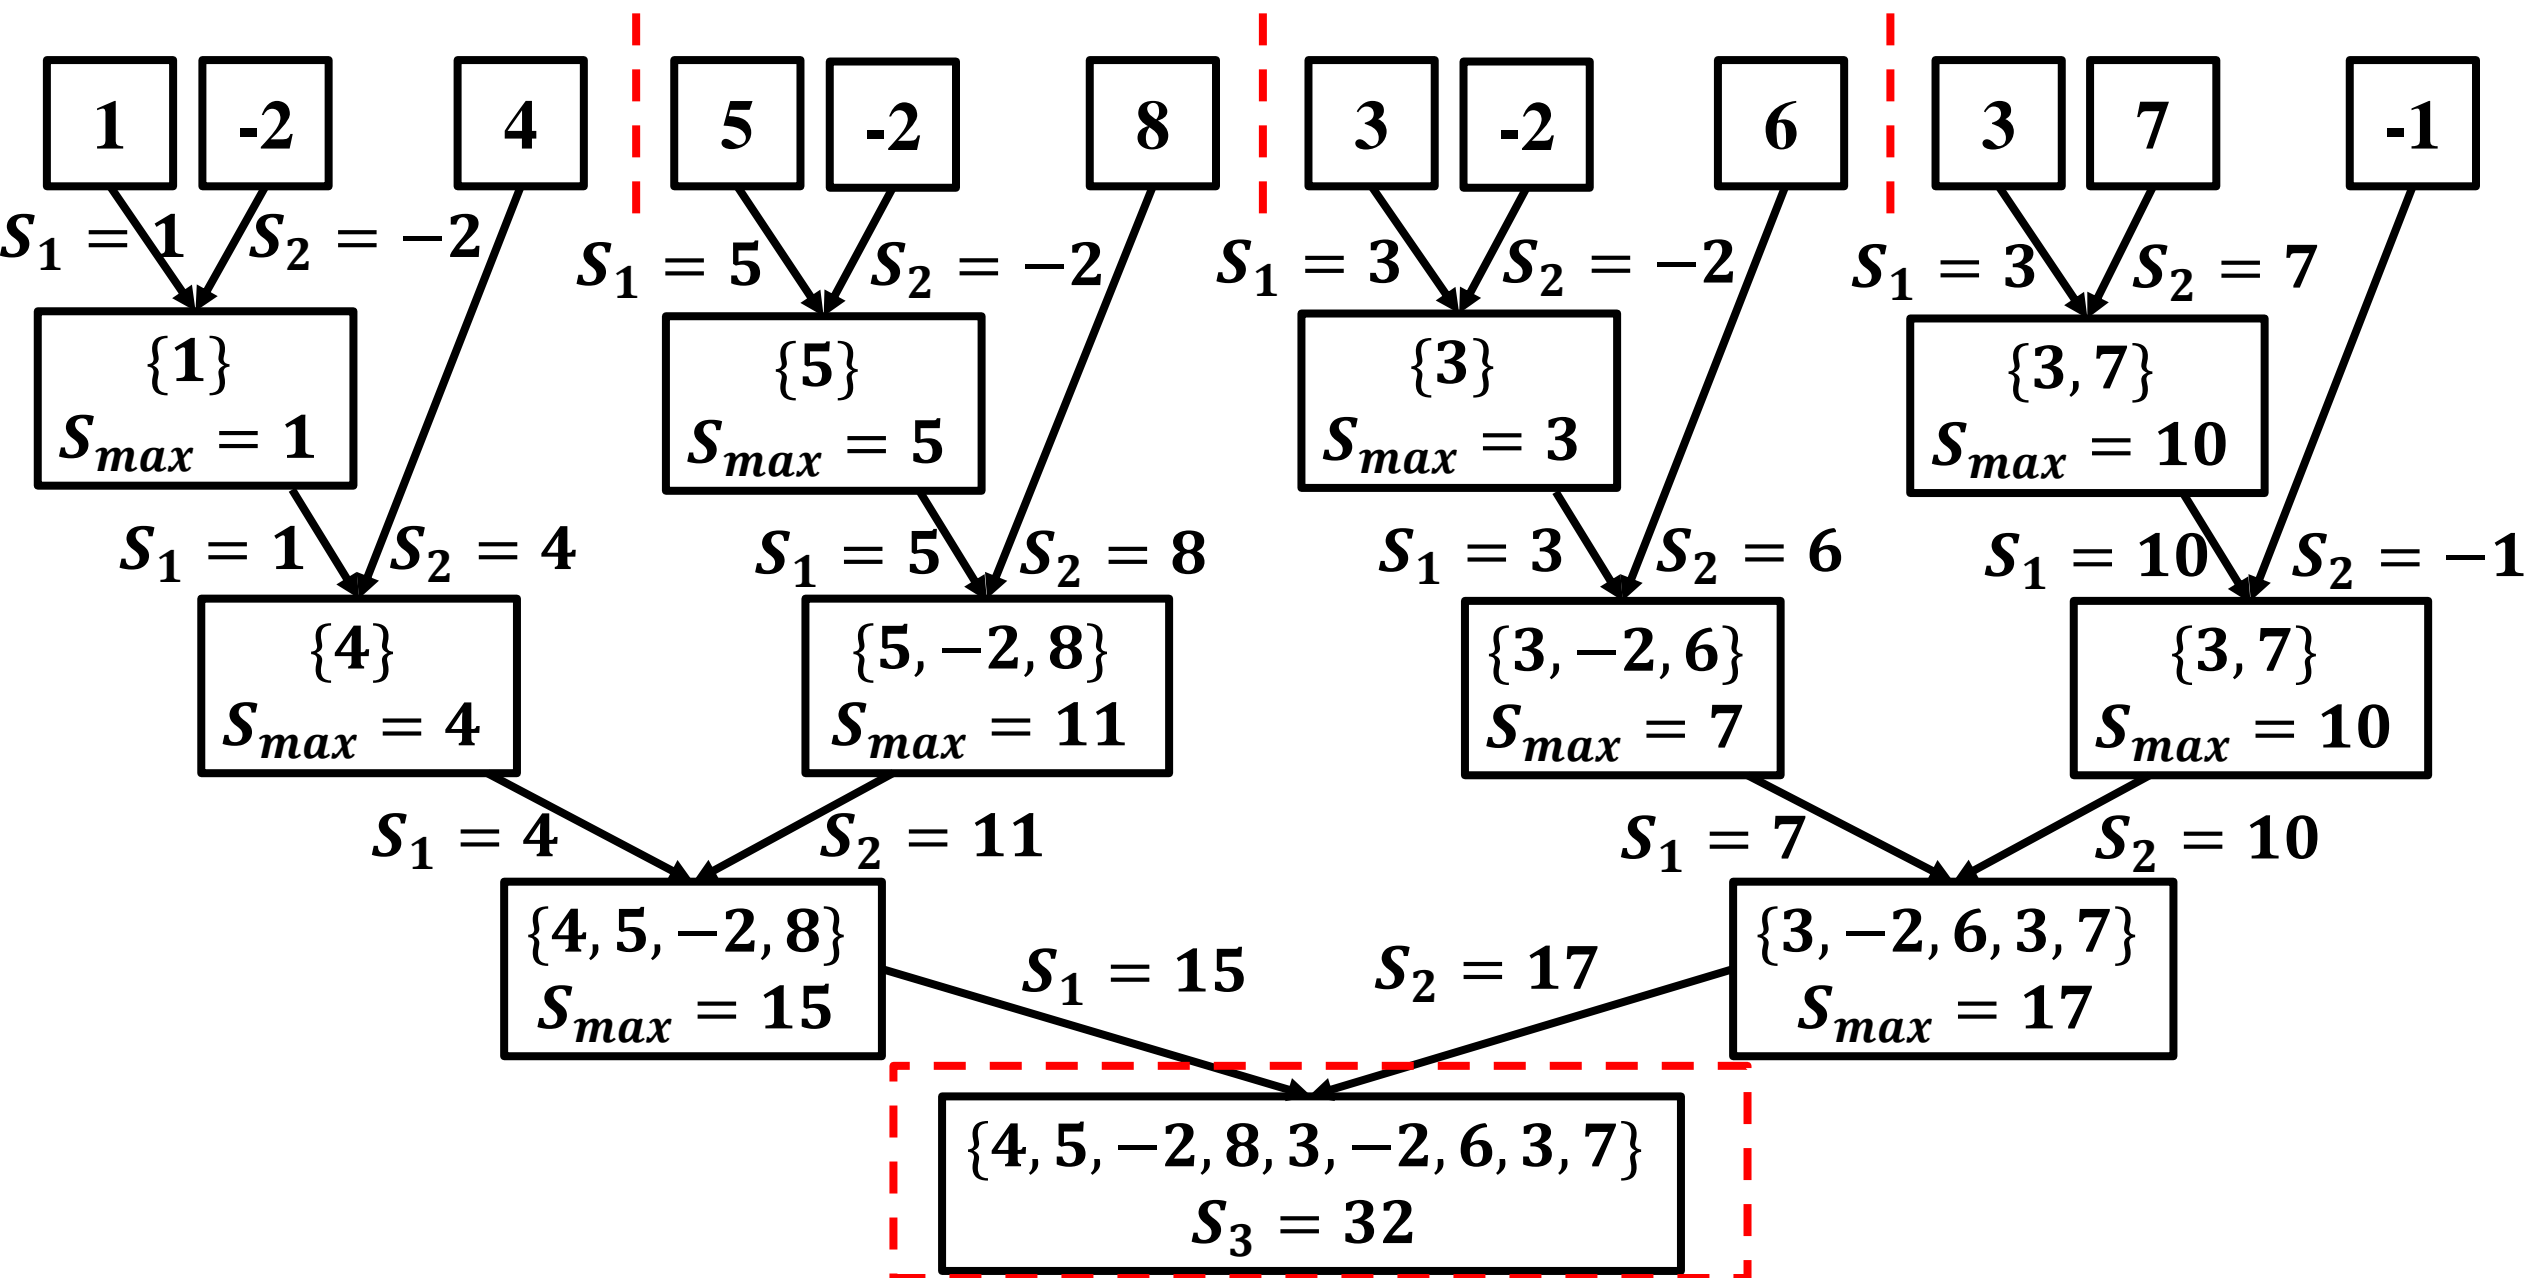 1 -2 4 5 -2 8 3 -2 6 3 7 -1
S₁ = 1 S₂ = −2 S₁ = 5 S₂ = −2 S₁ = 3 S₂ = −2 S₁ = 3 S₂ = 7
{1} {5} {3} {3, 7}
Sₘₐₓ = 1 Sₘₐₓ = 5 Sₘₐₓ = 3 Sₘₐₓ = 10
S₁ = 1 S₂ = 4 S₁ = 5 S₂ = 8 S₁ = 3 S₂ = 6 S₁ = 10 S₂ = −1
{4} {5, −2, 8} {3, −2, 6} {3, 7}
Sₘₐₓ = 4 Sₘₐₓ = 11 Sₘₐₓ = 7 Sₘₐₓ = 10
S₁ = 4 S₂ = 11 S₁ = 7 S₂ = 10
{4, 5, −2, 8} {3, −2, 6, 3, 7}
S₁ = 15 S₂ = 17
Sₘₐₓ = 15 Sₘₐₓ = 17
{4, 5, −2, 8, 3, −2, 6, 3, 7}
S₃ = 32